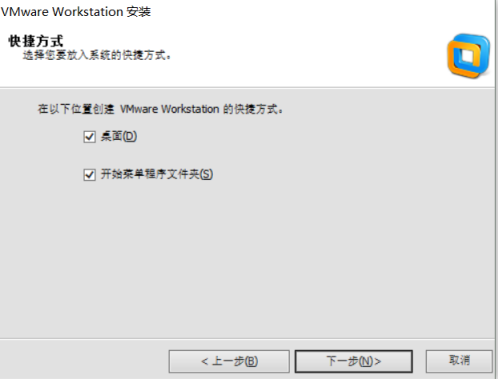 VMware Workstation 安装
快捷方式
选择您要放入系统的快捷方式。
在以下位置创建 VMware Workstation 的快捷方式。
桌面(D)
开始菜单程序文件夹(S)
< 上一步(B)
下一步(N)>
取消